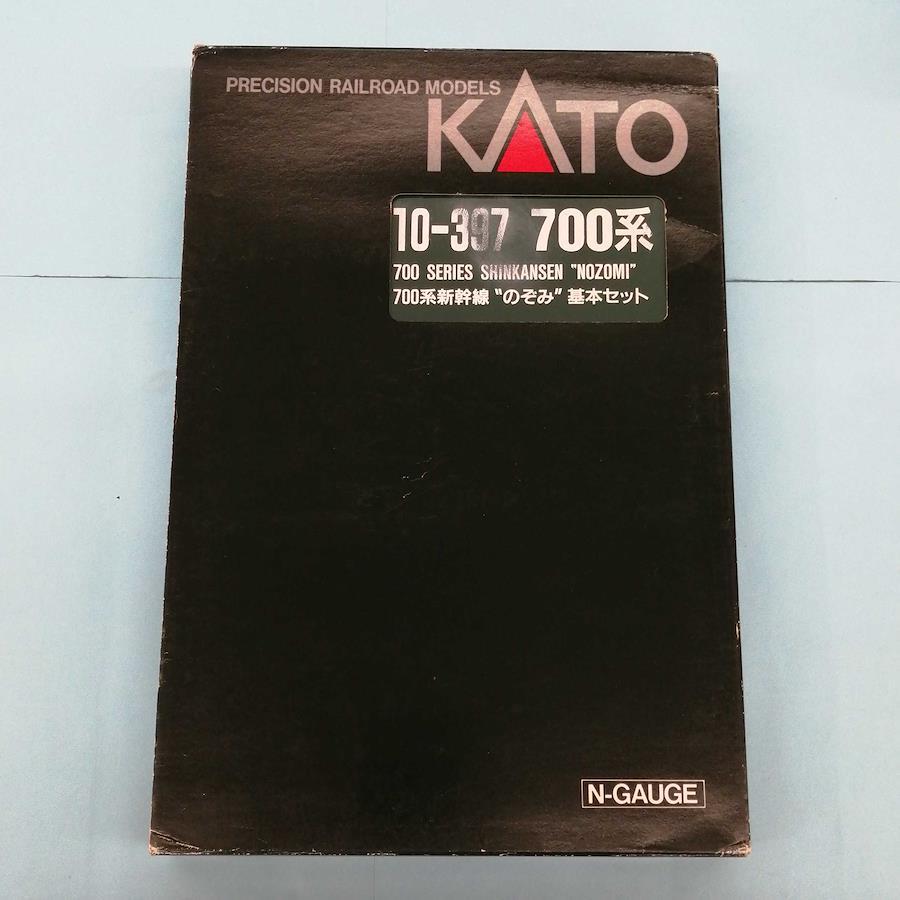 PRECISION RAILROAD MODELS
KATO
10-397 700系
700 SERIES SHINKANSEN "NOZOMI"
700系新幹線 "のぞみ" 基本セット
N-GAUGE